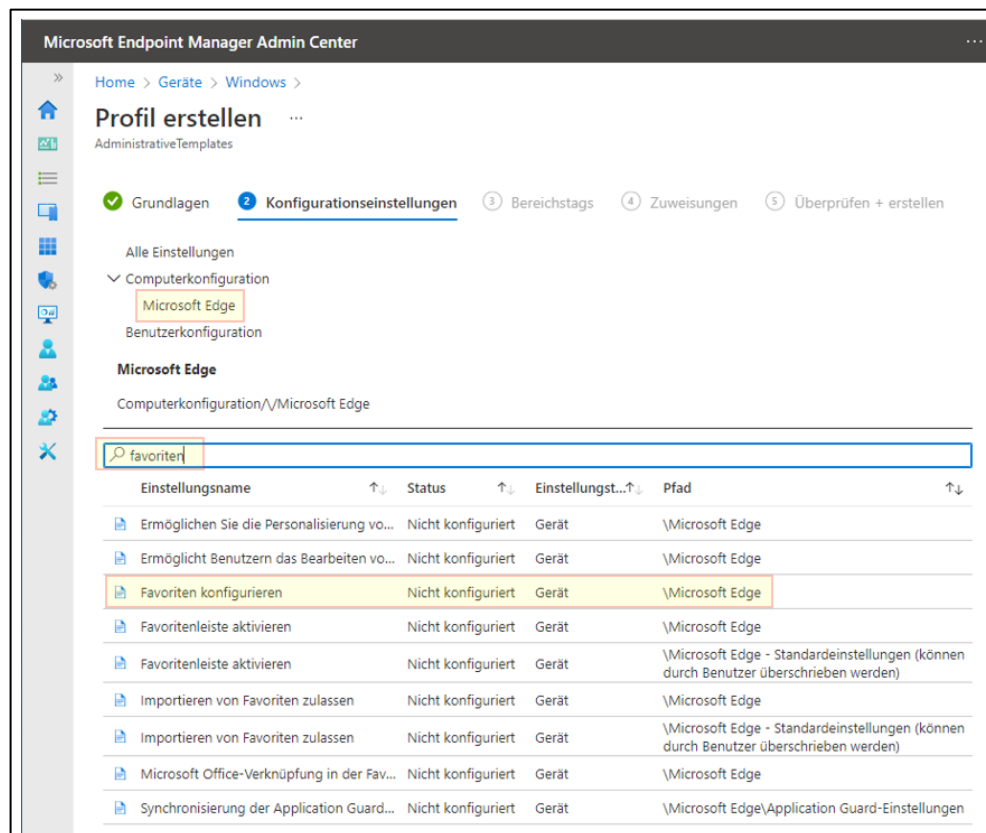 Microsoft Endpoint Manager Admin Center
Home > Geräte > Windows >
Profil erstellen ...
AdministrativeTemplates
Grundlagen 2 Konfigurationseinstellungen 3 Bereichstags 4 Zuweisungen 5 Überprüfen + erstellen
Alle Einstellungen
Computerkonfiguration
Microsoft Edge
Benutzerkonfiguration
Microsoft Edge
Computerkonfiguration/\/Microsoft Edge
favoriten
Einstellungsname Status Einstellungst... Pfad
Ermöglichen Sie die Personalisierung vo... Nicht konfiguriert Gerät \Microsoft Edge
Ermöglicht Benutzern das Bearbeiten vo... Nicht konfiguriert Gerät \Microsoft Edge
Favoriten konfigurieren Nicht konfiguriert Gerät \Microsoft Edge
Favoritenleiste aktivieren Nicht konfiguriert Gerät \Microsoft Edge
Favoritenleiste aktivieren Nicht konfiguriert Gerät \Microsoft Edge - Standardeinstellungen (können
durch Benutzer überschrieben werden)
Importieren von Favoriten zulassen Nicht konfiguriert Gerät \Microsoft Edge
Importieren von Favoriten zulassen Nicht konfiguriert Gerät \Microsoft Edge - Standardeinstellungen (können
durch Benutzer überschrieben werden)
Microsoft Office-Verknüpfung in der Fav... Nicht konfiguriert Gerät \Microsoft Edge
Synchronisierung der Application Guard... Nicht konfiguriert Gerät \Microsoft Edge\Application Guard-Einstellungen